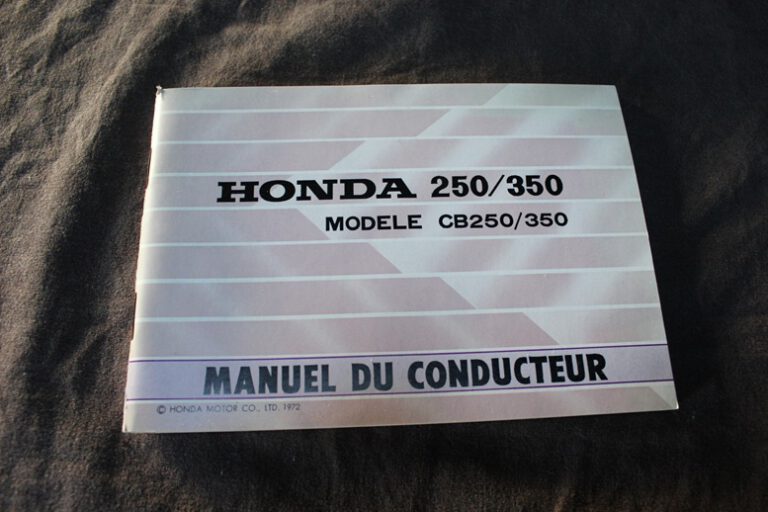 HONDA 250/350
MODELE CB250/350
MANUEL DU CONDUCTEUR
© HONDA MOTOR CO., LTD. 1972